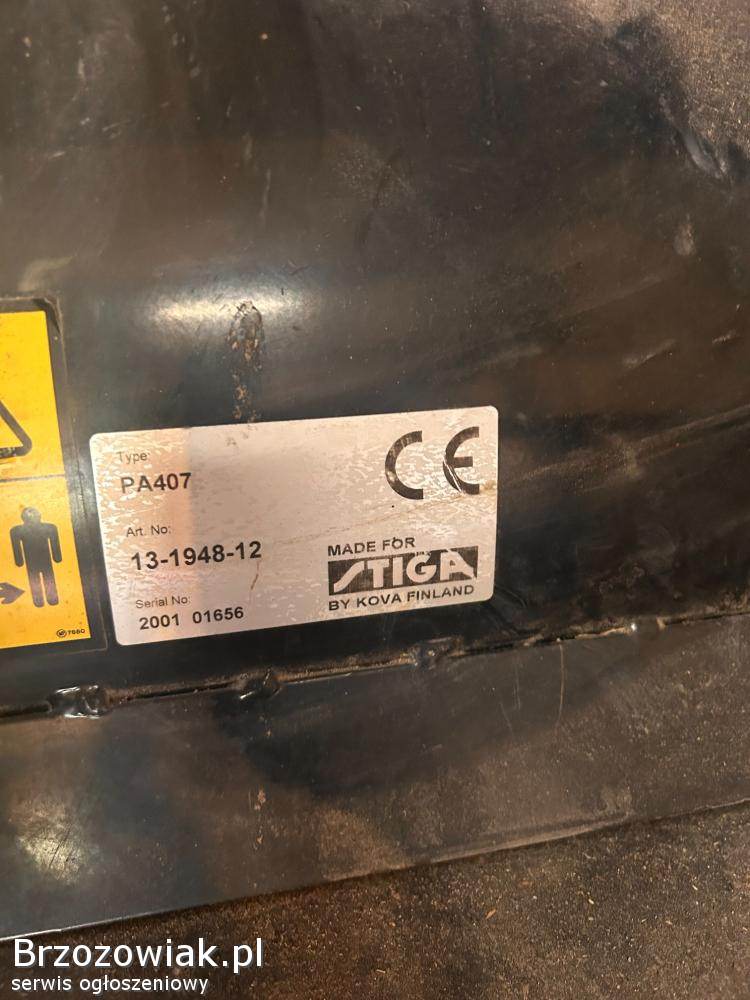 Type:
PA407
Art. No:
13-1948-12
Serial No:
2001 01656
CE
MADE FOR
STIGA
BY KOVA FINLAND
7880
Brzozowiak.pl
serwis ogłoszeniowy